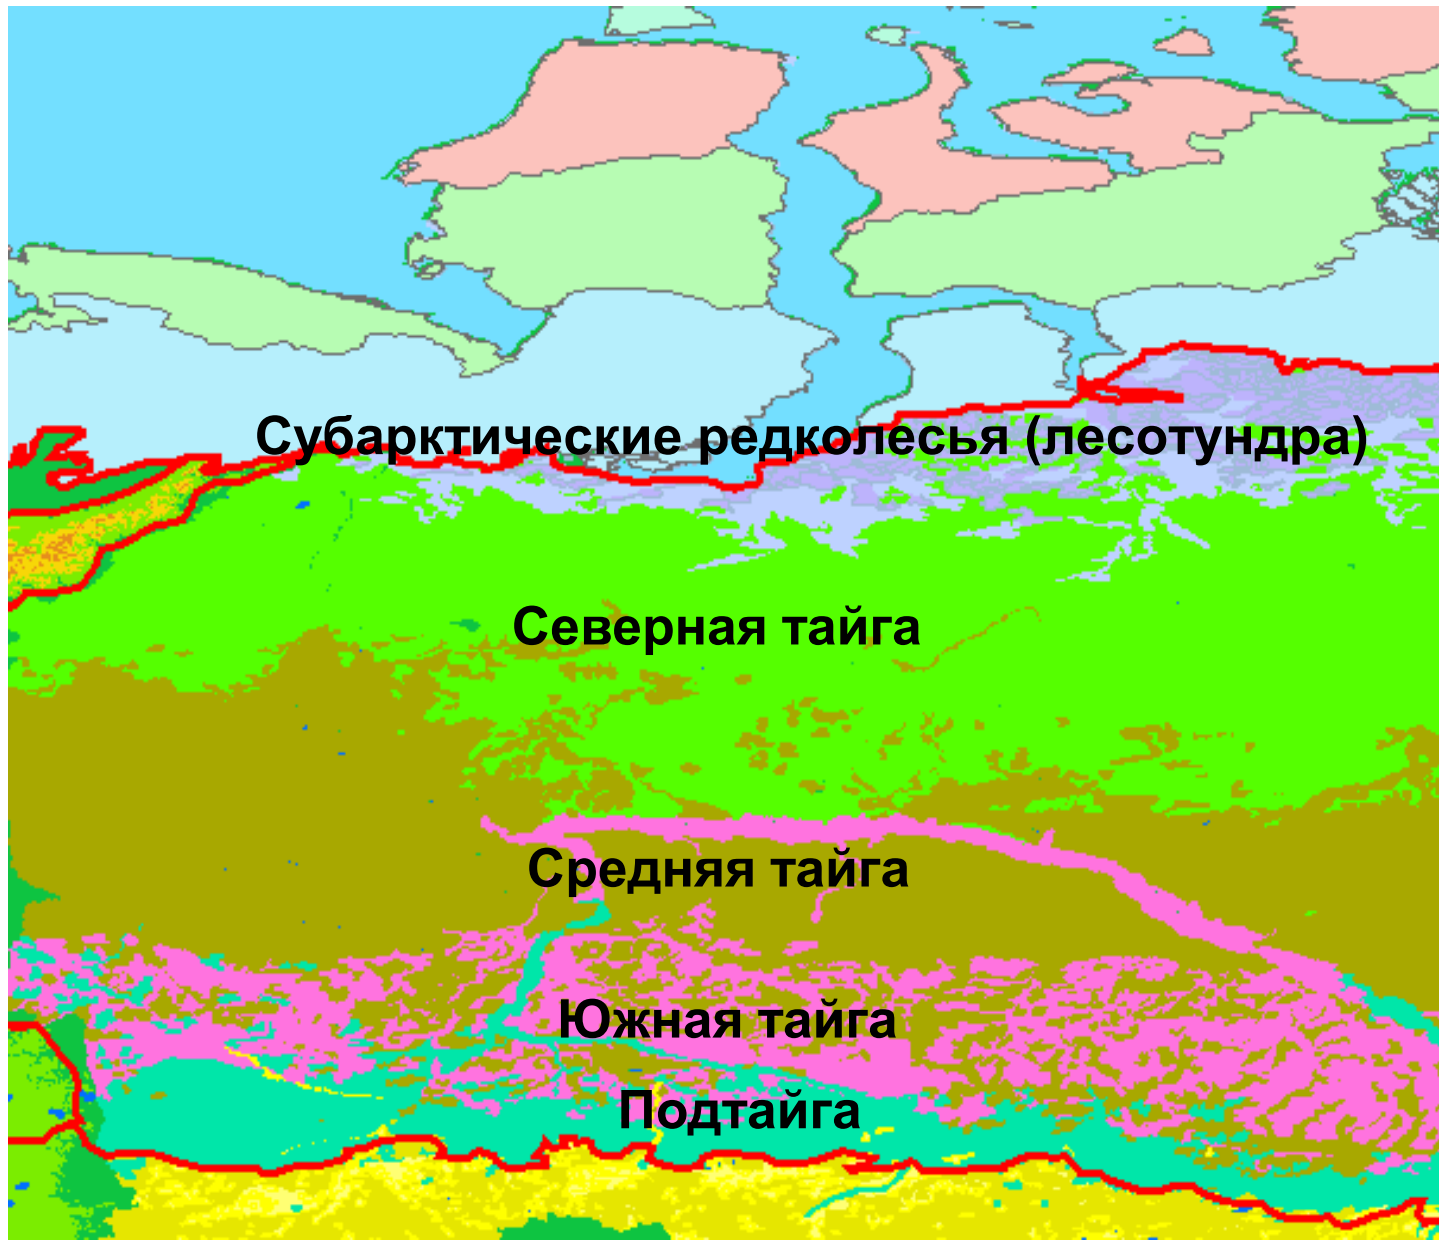 Субарктические редколесья (лесотундра)
Северная тайга
Средняя тайга
Южная тайга
Подтайга